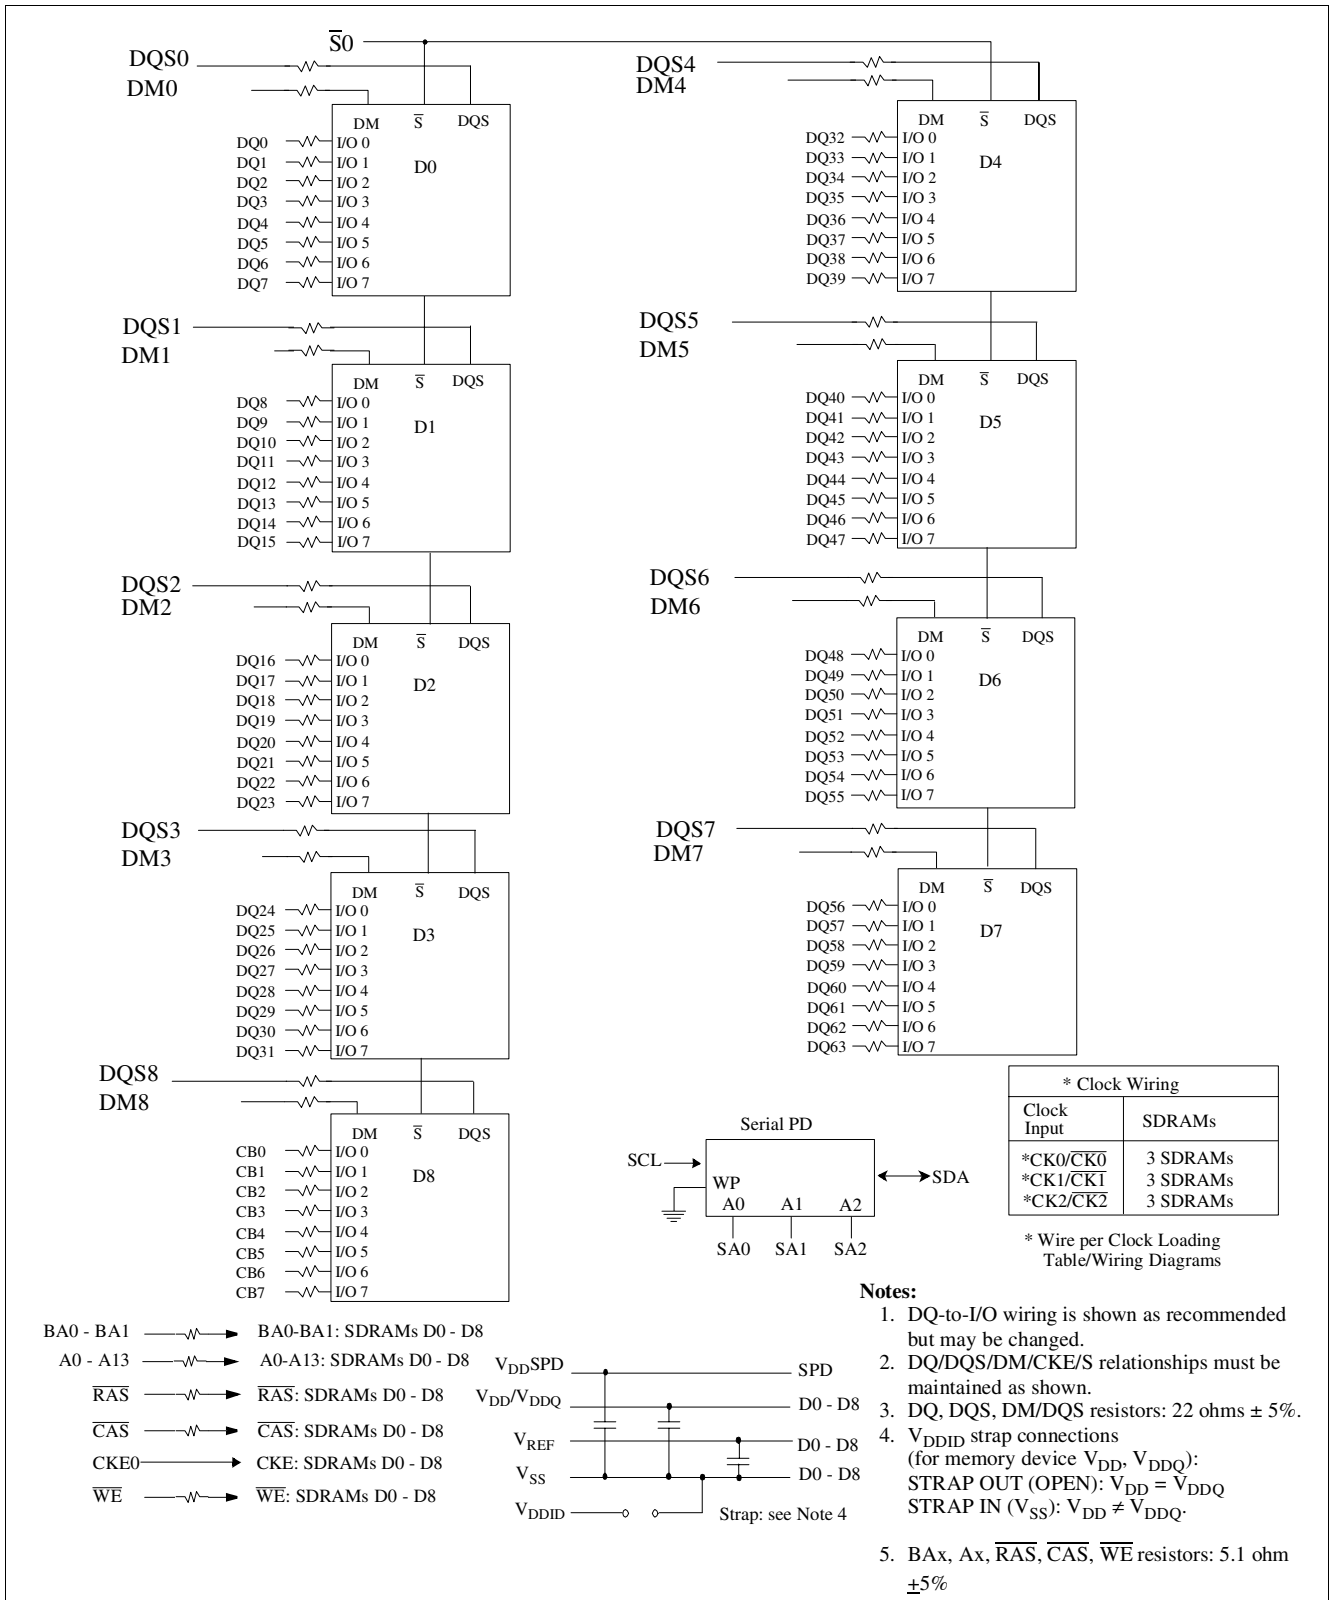 S̅0
DQS0
DM0
DM S̅ DQS
D0
DQ0 I/O 0
DQ1 I/O 1
DQ2 I/O 2
DQ3 I/O 3
DQ4 I/O 4
DQ5 I/O 5
DQ6 I/O 6
DQ7 I/O 7
DQS1
DM1
DM S̅ DQS
D1
DQ8 I/O 0
DQ9 I/O 1
DQ10 I/O 2
DQ11 I/O 3
DQ12 I/O 4
DQ13 I/O 5
DQ14 I/O 6
DQ15 I/O 7
DQS2
DM2
DM S̅ DQS
D2
DQ16 I/O 0
DQ17 I/O 1
DQ18 I/O 2
DQ19 I/O 3
DQ20 I/O 4
DQ21 I/O 5
DQ22 I/O 6
DQ23 I/O 7
DQS3
DM3
DM S̅ DQS
D3
DQ24 I/O 0
DQ25 I/O 1
DQ26 I/O 2
DQ27 I/O 3
DQ28 I/O 4
DQ29 I/O 5
DQ30 I/O 6
DQ31 I/O 7
DQS8
DM8
DM S̅ DQS
D8
CB0 I/O 0
CB1 I/O 1
CB2 I/O 2
CB3 I/O 3
CB4 I/O 4
CB5 I/O 5
CB6 I/O 6
CB7 I/O 7
DQS4
DM4
DM S̅ DQS
D4
DQ32 I/O 0
DQ33 I/O 1
DQ34 I/O 2
DQ35 I/O 3
DQ36 I/O 4
DQ37 I/O 5
DQ38 I/O 6
DQ39 I/O 7
DQS5
DM5
DM S̅ DQS
D5
DQ40 I/O 0
DQ41 I/O 1
DQ42 I/O 2
DQ43 I/O 3
DQ44 I/O 4
DQ45 I/O 5
DQ46 I/O 6
DQ47 I/O 7
DQS6
DM6
DM S̅ DQS
D6
DQ48 I/O 0
DQ49 I/O 1
DQ50 I/O 2
DQ51 I/O 3
DQ52 I/O 4
DQ53 I/O 5
DQ54 I/O 6
DQ55 I/O 7
DQS7
DM7
DM S̅ DQS
D7
DQ56 I/O 0
DQ57 I/O 1
DQ58 I/O 2
DQ59 I/O 3
DQ60 I/O 4
DQ61 I/O 5
DQ62 I/O 6
DQ63 I/O 7
Serial PD
SCL
WP
SDA
A0 A1 A2
SA0 SA1 SA2
* Clock Wiring
Clock Input SDRAMs
*CK0/C̅K̅0̅ 3 SDRAMs
*CK1/C̅K̅1̅ 3 SDRAMs
*CK2/C̅K̅2̅ 3 SDRAMs
* Wire per Clock Loading
Table/Wiring Diagrams
BA0 - BA1 BA0-BA1: SDRAMs D0 - D8
A0 - A13 A0-A13: SDRAMs D0 - D8
R̅A̅S̅ R̅A̅S̅: SDRAMs D0 - D8
C̅A̅S̅ C̅A̅S̅: SDRAMs D0 - D8
CKE0 CKE: SDRAMs D0 - D8
W̅E̅ W̅E̅: SDRAMs D0 - D8
VDDSPD SPD
VDD/VDDQ D0 - D8
VREF D0 - D8
VSS D0 - D8
VDDID Strap: see Note 4
Notes:
1. DQ-to-I/O wiring is shown as recommended
but may be changed.
2. DQ/DQS/DM/CKE/S relationships must be
maintained as shown.
3. DQ, DQS, DM/DQS resistors: 22 ohms ± 5%.
4. VDDID strap connections
(for memory device VDD, VDDQ):
STRAP OUT (OPEN): VDD = VDDQ
STRAP IN (VSS): VDD ≠ VDDQ.
5. BAx, Ax, R̅A̅S̅, C̅A̅S̅, W̅E̅ resistors: 5.1 ohm
±5%